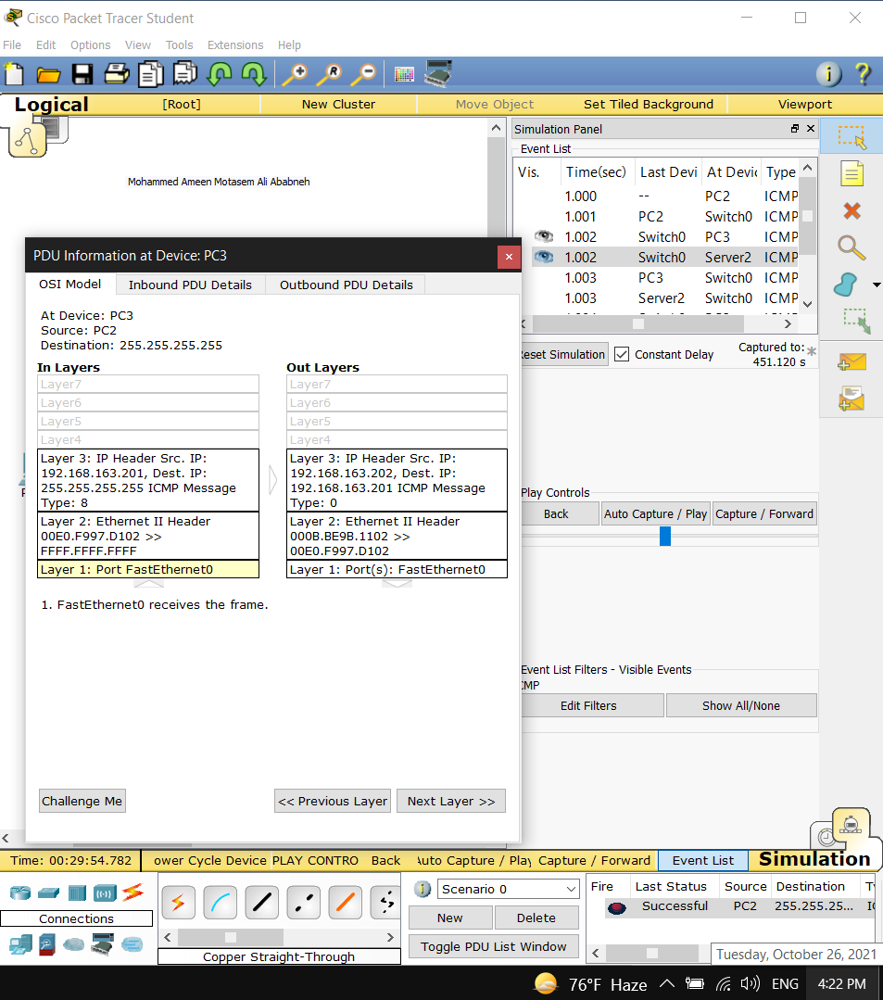 Cisco Packet Tracer Student
File Edit Options View Tools Extensions Help
Logical [Root] New Cluster Move Object Set Tiled Background Viewport
Mohammed Ameen Motasem Ali Ababneh
Simulation Panel
Event List
Vis. Time(sec) Last Devi At Devic Type
1.000 -- PC2 ICMP
1.001 PC2 Switch0 ICMP
1.002 Switch0 PC3 ICMP
1.002 Switch0 Server2 ICMP
1.003 PC3 Switch0 ICMP
1.003 Server2 Switch0 ICMP
Reset Simulation Constant Delay Captured to: *
451.120 s
Play Controls
Back Auto Capture / Play Capture / Forward
Event List Filters - Visible Events
ICMP
Edit Filters Show All/None
PDU Information at Device: PC3
OSI Model Inbound PDU Details Outbound PDU Details
At Device: PC3
Source: PC2
Destination: 255.255.255.255
In Layers
Layer7
Layer6
Layer5
Layer4
Layer 3: IP Header Src. IP:
192.168.163.201, Dest. IP:
255.255.255.255 ICMP Message
Type: 8
Layer 2: Ethernet II Header
00E0.F997.D102 >>
FFFF.FFFF.FFFF
Layer 1: Port FastEthernet0
Out Layers
Layer7
Layer6
Layer5
Layer4
Layer 3: IP Header Src. IP:
192.168.163.202, Dest. IP:
192.168.163.201 ICMP Message
Type: 0
Layer 2: Ethernet II Header
000B.BE9B.1102 >>
00E0.F997.D102
Layer 1: Port(s): FastEthernet0
1. FastEthernet0 receives the frame.
Challenge Me << Previous Layer Next Layer >>
Time: 00:29:54.782 ower Cycle Device PLAY CONTRO Back Auto Capture / Play Capture / Forward Event List Simulation
Connections
Copper Straight-Through
Scenario 0
New Delete
Toggle PDU List Window
Fire Last Status Source Destination Ty
Successful PC2 255.255.25... IC
Tuesday, October 26, 2021
76°F Haze ENG 4:22 PM